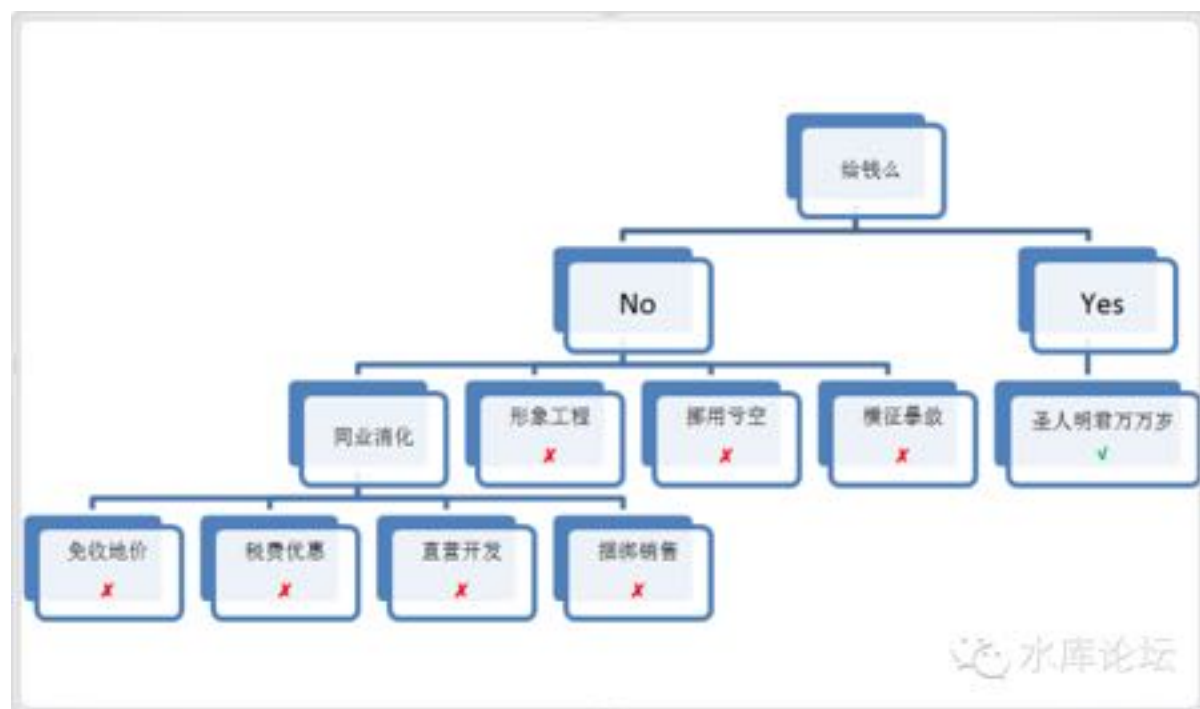 给钱么
No
Yes
同业消化
形象工程
✗
挪用亏空
✗
横征暴敛
✗
圣人明君万万岁
√
免收地价
✗
税费优惠
✗
直营开发
✗
捆绑销售
✗
水库论坛